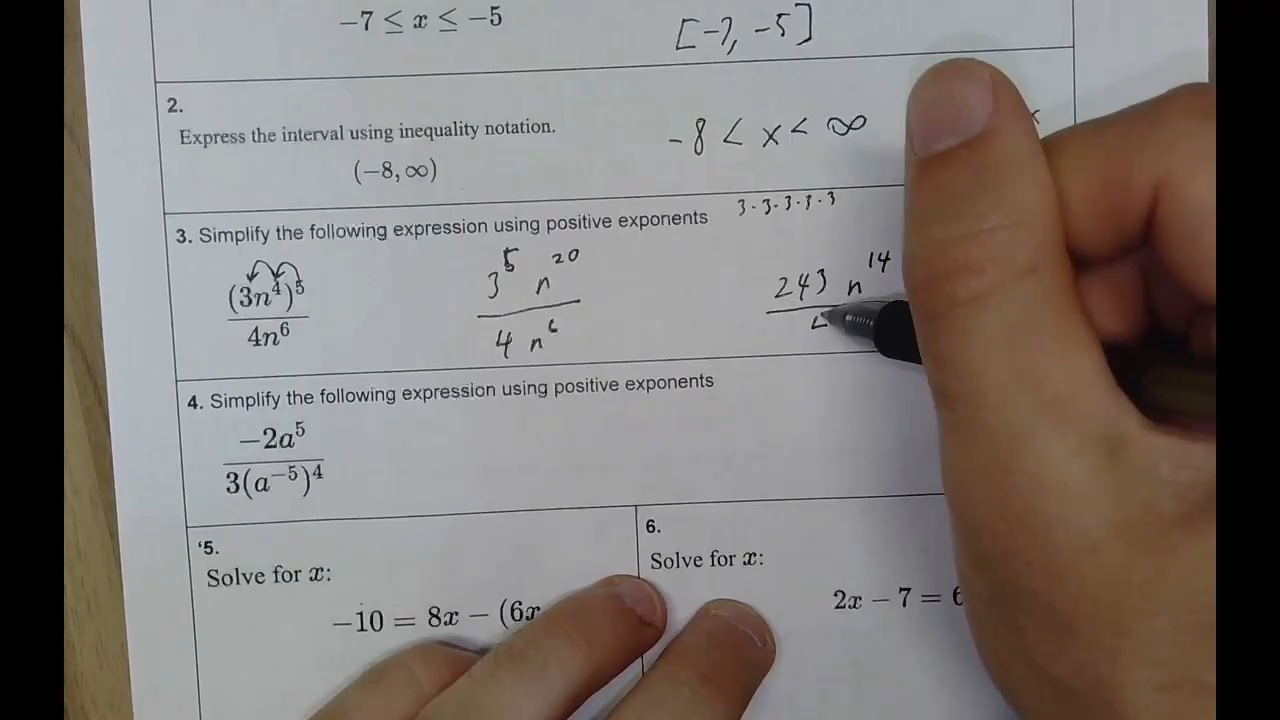 −7 ≤ x ≤ −5
[-7, -5]
2.
Express the interval using inequality notation.
(−8, ∞)
-8 < x < ∞
x
3. Simplify the following expression using positive exponents
3·3·3·3·3
(3n⁴)⁵
4n⁶
3⁵ n²⁰
4 n⁶
243 n¹⁴
4. Simplify the following expression using positive exponents
−2a⁵
3(a⁻⁵)⁴
'5.
Solve for x:
−10 = 8x − (6x
6.
Solve for x:
2x − 7 = 6